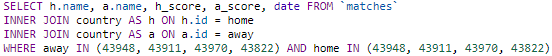 SELECT h.name, a.name, h_score, a_score, date FROM `matches`
INNER JOIN country AS h ON h.id = home
INNER JOIN country AS a ON a.id = away
WHERE away IN (43948, 43911, 43970, 43822) AND home IN (43948, 43911, 43970, 43822)